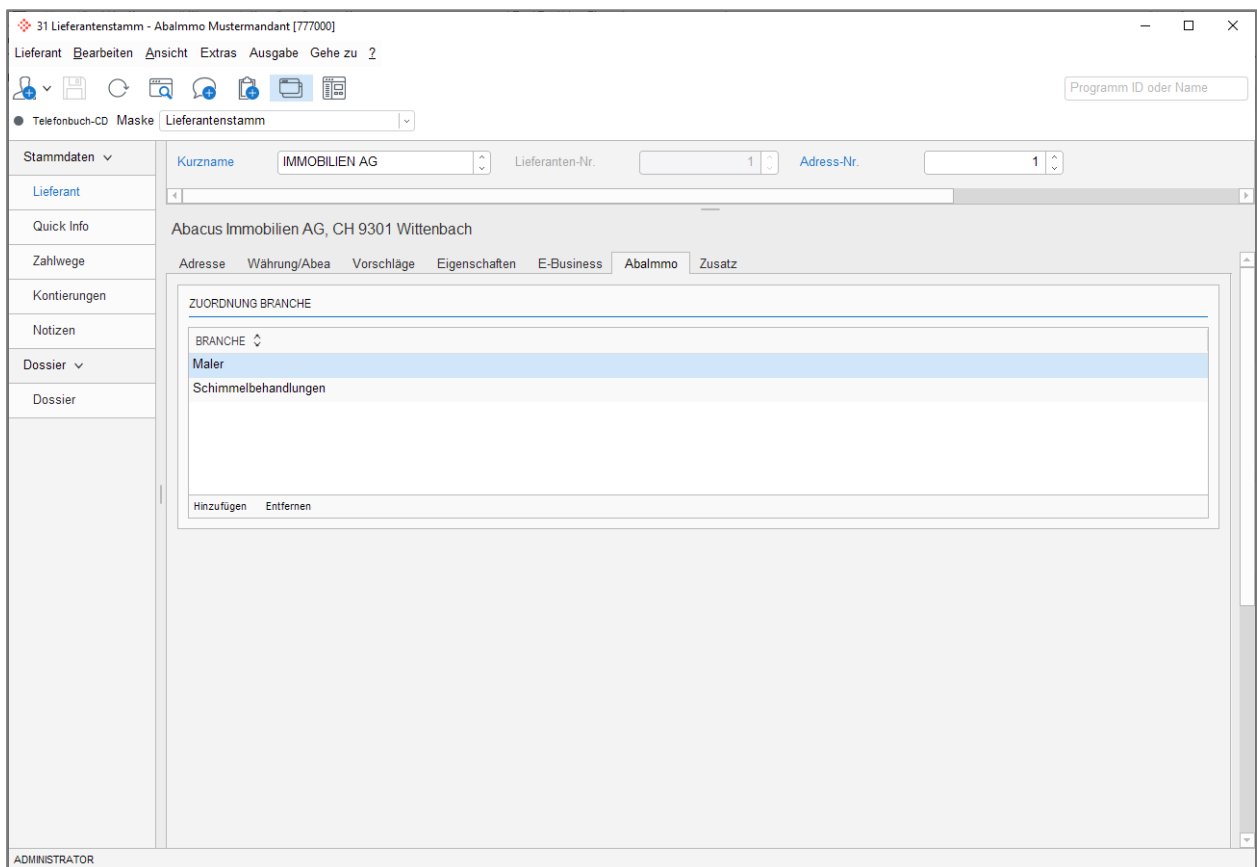 31 Lieferantenstamm - AbaImmo Mustermandant [777000]
Lieferant Bearbeiten Ansicht Extras Ausgabe Gehe zu ?
Programm ID oder Name
Telefonbuch-CD Maske Lieferantenstamm
Stammdaten
Kurzname IMMOBILIEN AG Lieferanten-Nr. 1 Adress-Nr. 1
Lieferant
Quick Info
Abacus Immobilien AG, CH 9301 Wittenbach
Zahlwege
Adresse Währung/Abea Vorschläge Eigenschaften E-Business AbaImmo Zusatz
Kontierungen
ZUORDNUNG BRANCHE
Notizen
BRANCHE
Dossier
Maler
Schimmelbehandlungen
Dossier
Hinzufügen Entfernen
ADMINISTRATOR